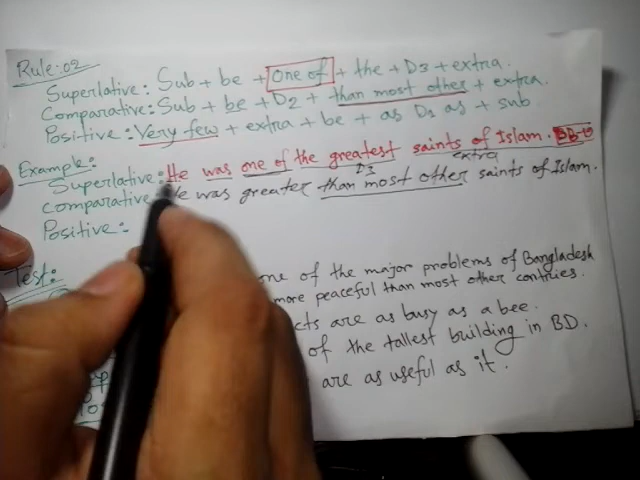 Rule: 02
Superlative: Sub + be + One of + the + D3 + extra.
Comparative: Sub + be + D2 + than most other + extra.
Positive: Very few + extra + be + as D1 as + sub
Example:
Superlative: He was one of the greatest saints of Islam.
D3 extra
Comparative He was greater than most other saints of Islam.
Positive:
Test:
one of the major problems of Bangladesh
more peaceful than most other contries.
cts are as busy as a bee.
of the tallest building in BD.
are as useful as it.